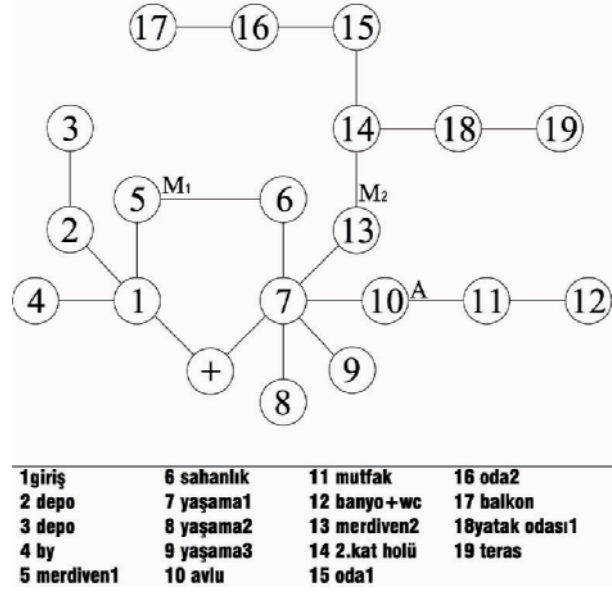 17 16 15
3 14 18 19
5 M₁ 6 M₂
2 13
4 1 7 10 A 11 12
+ 9
8
1giriş 6 sahanlık 11 mutfak 16 oda2
2 depo 7 yaşama1 12 banyo+wc 17 balkon
3 depo 8 yaşama2 13 merdiven2 18yatak odası1
4 by 9 yaşama3 14 2.kat holü 19 teras
5 merdiven1 10 avlu 15 oda1